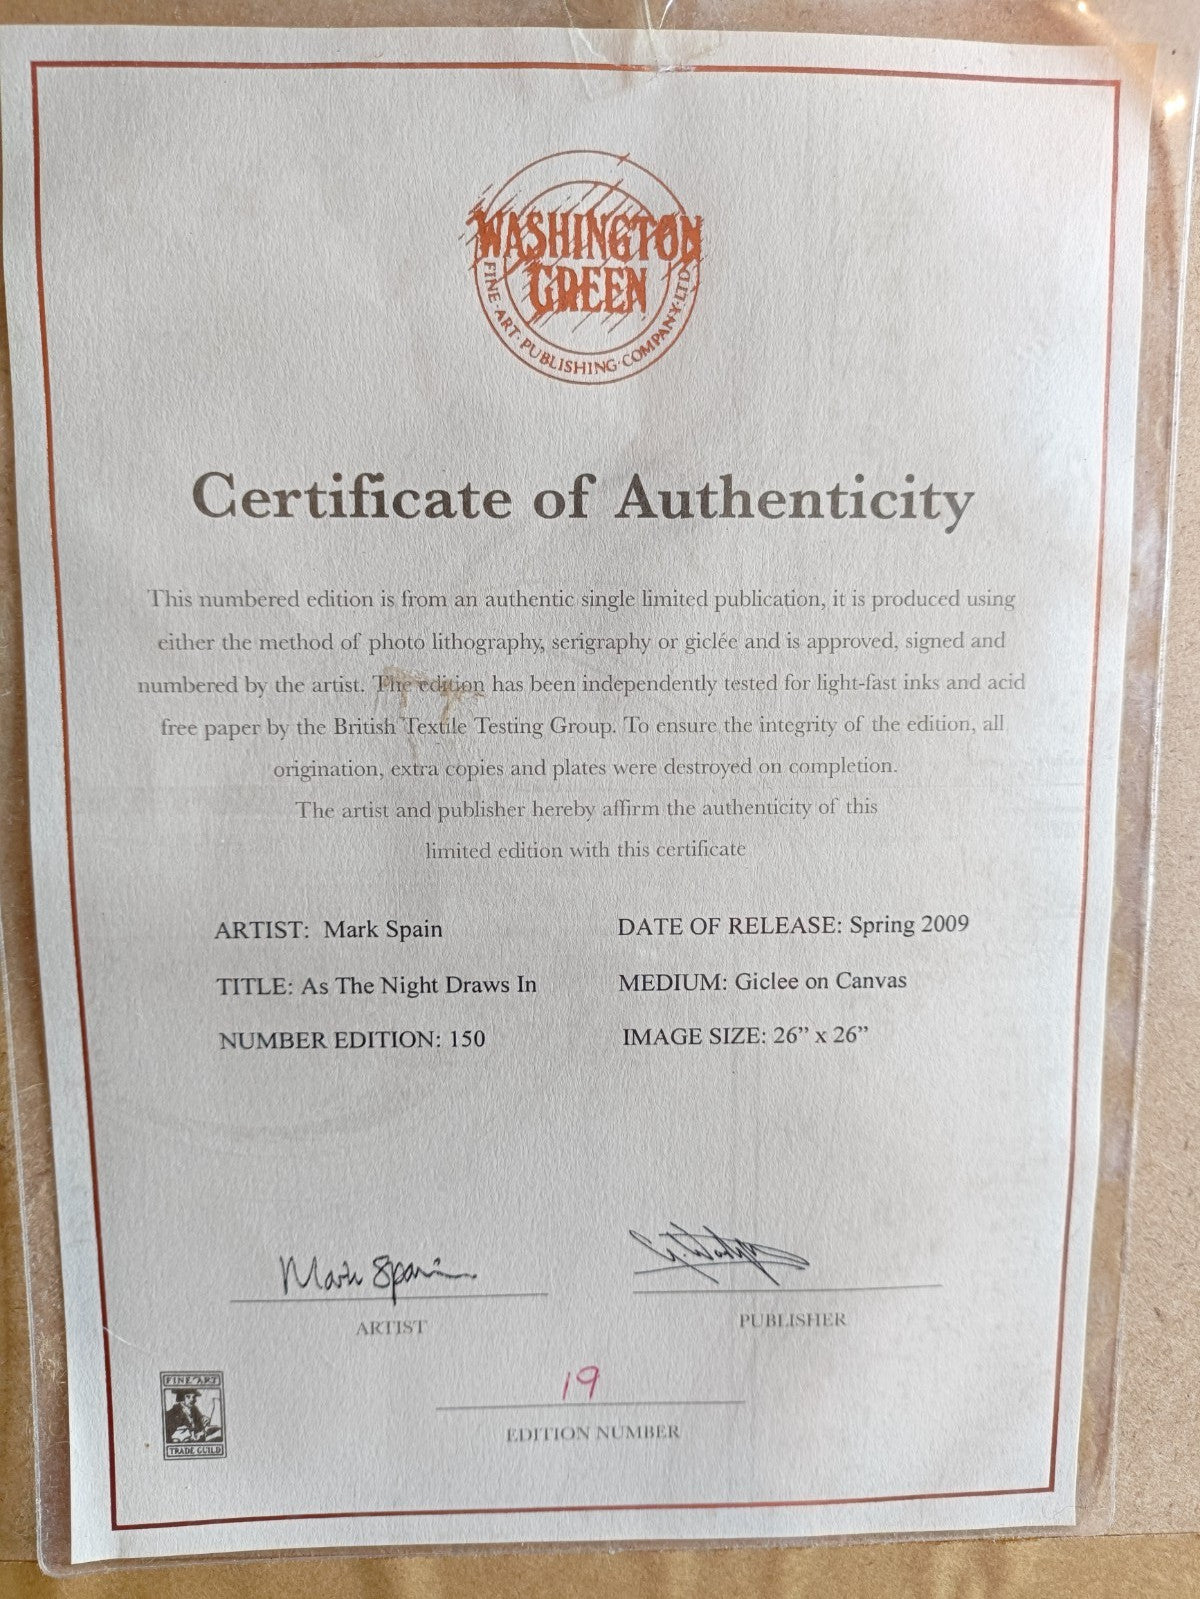 WASHINGTON
GREEN
FINE·ART·PUBLISHING·COMPANY·LTD
Certificate of Authenticity
This numbered edition is from an authentic single limited publication, it is produced using
either the method of photo lithography, serigraphy or giclée and is approved, signed and
numbered by the artist. The edition has been independently tested for light-fast inks and acid
free paper by the British Textile Testing Group. To ensure the integrity of the edition, all
origination, extra copies and plates were destroyed on completion.
The artist and publisher hereby affirm the authenticity of this
limited edition with this certificate
ARTIST: Mark Spain
DATE OF RELEASE: Spring 2009
TITLE: As The Night Draws In
MEDIUM: Giclee on Canvas
NUMBER EDITION: 150
IMAGE SIZE: 26” x 26”
Mark Spain
ARTIST
PUBLISHER
19
EDITION NUMBER
FINE ART
TRADE GUILD